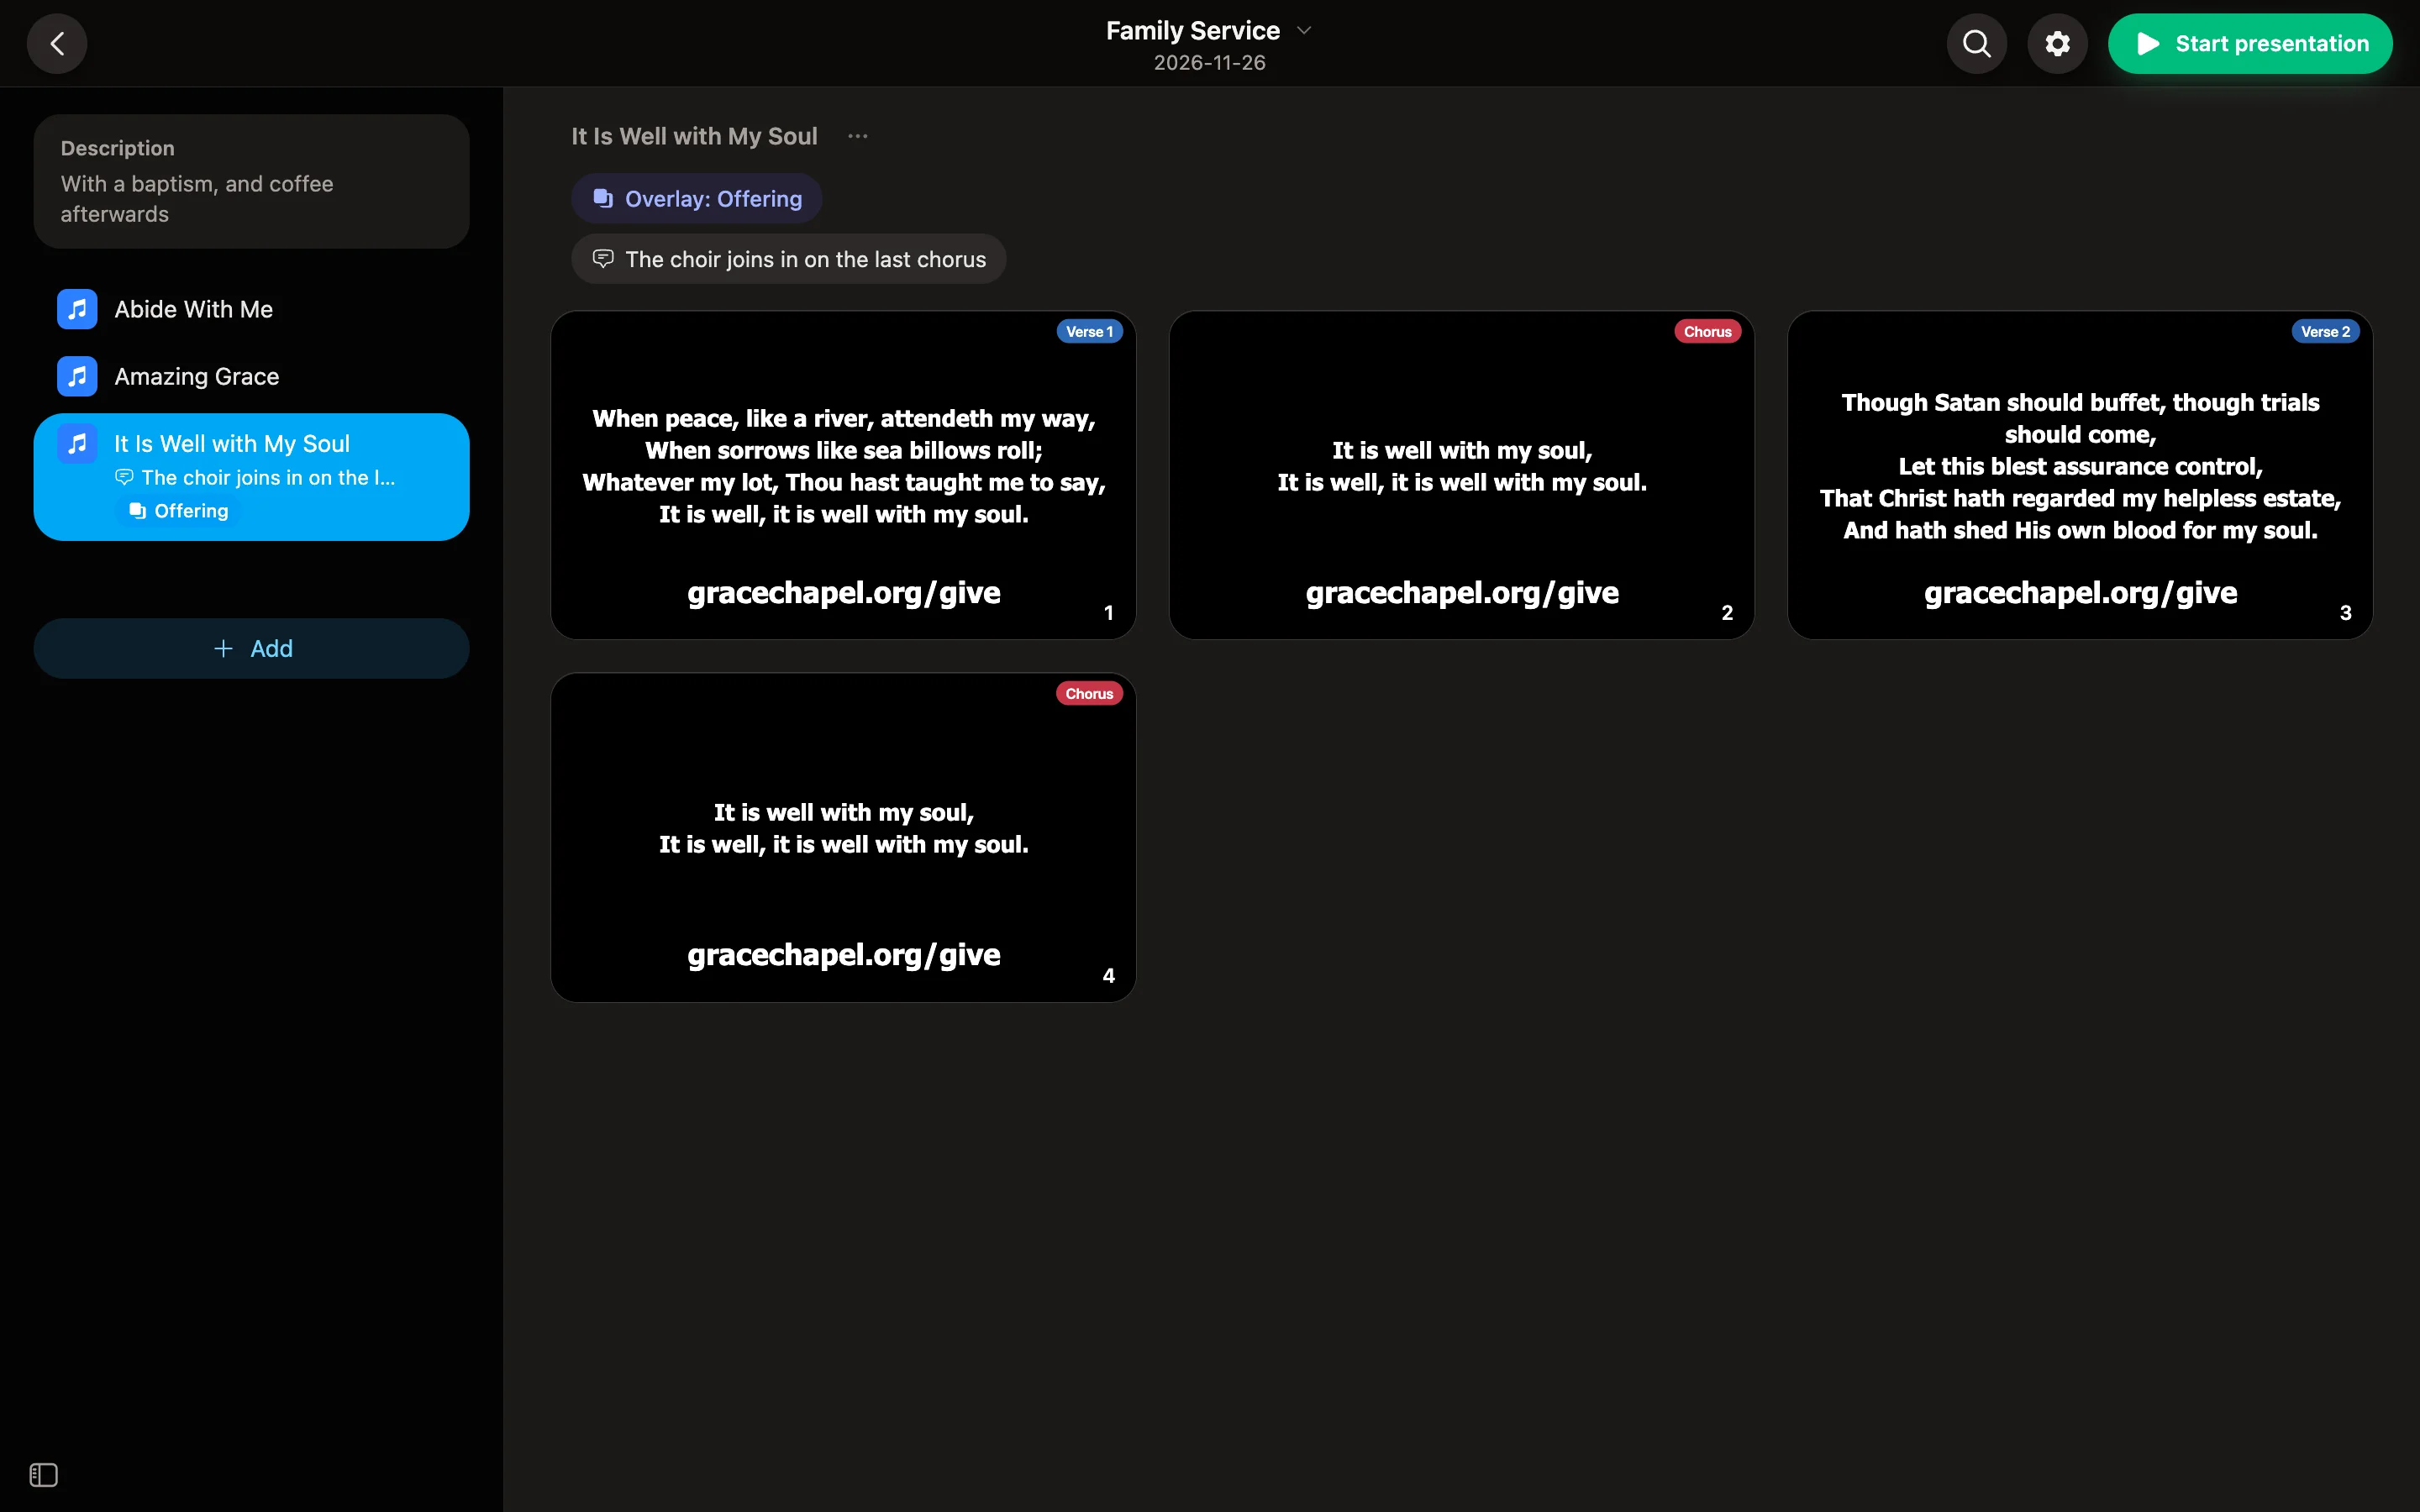 Family Service
2026-11-26
Start presentation
Description
With a baptism, and coffee
afterwards
Abide With Me
Amazing Grace
It Is Well with My Soul
The choir joins in on the l...
Offering
Add
It Is Well with My Soul
Overlay: Offering
The choir joins in on the last chorus
Verse 1
When peace, like a river, attendeth my way,
When sorrows like sea billows roll;
Whatever my lot, Thou hast taught me to say,
It is well, it is well with my soul.
gracechapel.org/give
1
Chorus
It is well with my soul,
It is well, it is well with my soul.
gracechapel.org/give
2
Verse 2
Though Satan should buffet, though trials
should come,
Let this blest assurance control,
That Christ hath regarded my helpless estate,
And hath shed His own blood for my soul.
gracechapel.org/give
3
Chorus
It is well with my soul,
It is well, it is well with my soul.
gracechapel.org/give
4